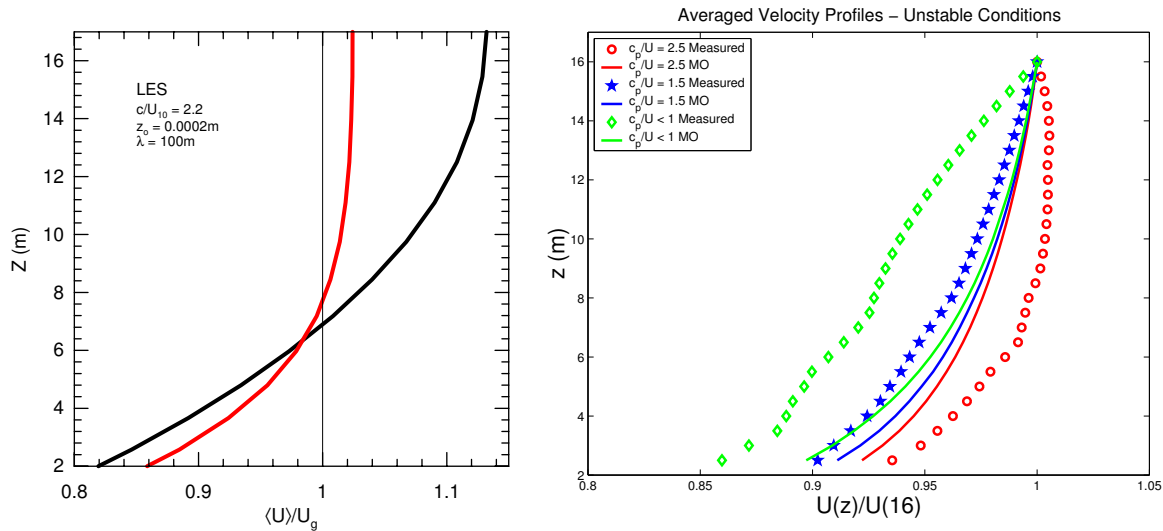 16
14
12
10
8
6
4
2
Z (m)
LES
c/U10 = 2.2
zo = 0.0002m
λ = 100m
0.8 0.9 1 1.1
⟨U⟩/Ug
Averaged Velocity Profiles − Unstable Conditions
cp/U = 2.5 Measured
cp/U = 2.5 MO
cp/U = 1.5 Measured
cp/U = 1.5 MO
cp/U < 1 Measured
cp/U < 1 MO
18
16
14
12
10
8
6
4
2
z (m)
0.8 0.85 0.9 0.95 1 1.05
U(z)/U(16)